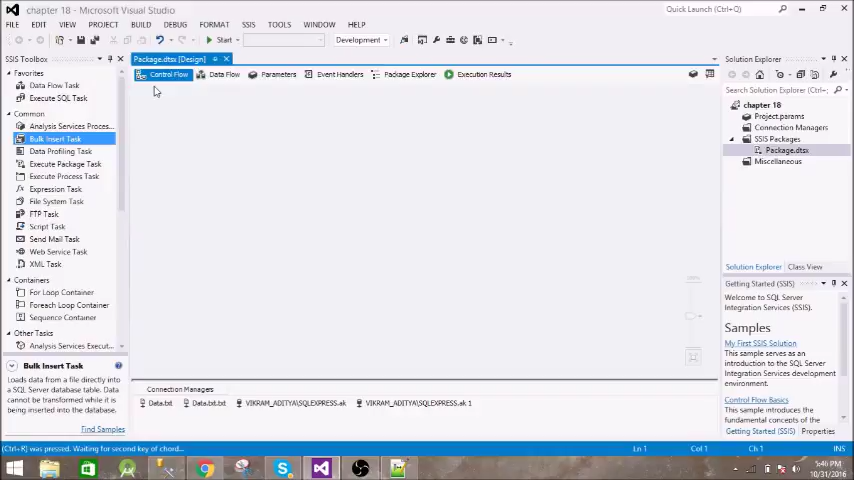 chapter 18 - Microsoft Visual Studio
Quick Launch (Ctrl+Q)
FILE EDIT VIEW PROJECT BUILD DEBUG FORMAT SSIS TOOLS WINDOW HELP
Start
Development
SSIS Toolbox
Package.dtsx [Design]
Solution Explorer
Favorites
Data Flow Task
Execute SQL Task
Common
Analysis Services Proces...
Bulk Insert Task
Data Profiling Task
Execute Package Task
Execute Process Task
Expression Task
File System Task
FTP Task
Script Task
Send Mail Task
Web Service Task
XML Task
Containers
For Loop Container
Foreach Loop Container
Sequence Container
Other Tasks
Analysis Services Execut...
Bulk Insert Task
Loads data from a file directly into
a SQL Server database table. Data
cannot be transformed while it is
being inserted into the database.
Find Samples
Control Flow
Data Flow
Parameters
Event Handlers
Package Explorer
Execution Results
Connection Managers
Data.txt
Data.txt.txt
VIKRAM_ADITYA\SQLEXPRESS.ak
VIKRAM_ADITYA\SQLEXPRESS.ak 1
Search Solution Explorer (Ctrl+;)
chapter 18
Project.params
Connection Managers
SSIS Packages
Package.dtsx
Miscellaneous
Solution Explorer Class View
Getting Started (SSIS)
Welcome to SQL Server
Integration Services (SSIS)
Samples
My First SSIS Solution
This sample serves as an
introduction to the SQL Server
Integration Services development
environment.
Control Flow Basics
This sample introduces the
fundamental concepts of
Getting Started (SSIS) Properties
(Ctrl+R) was pressed. Waiting for second key of chord...
Ln 1
Col 1
Ch 1
INS
5:40 PM
10/31/2016